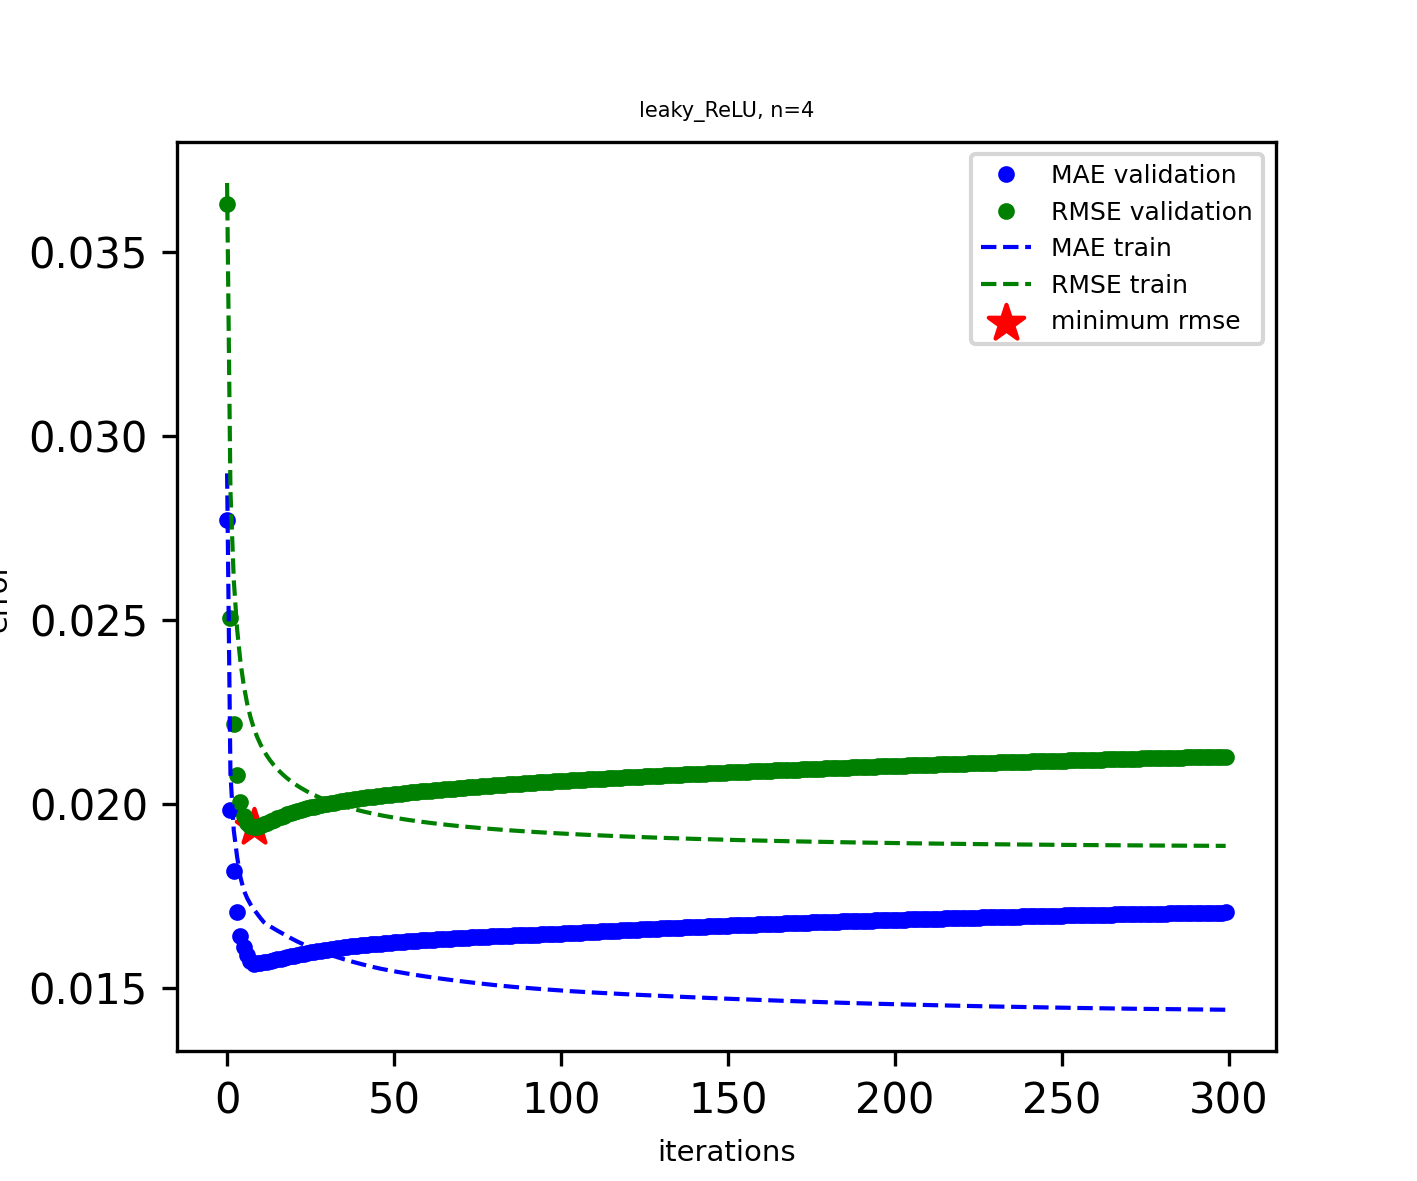 leaky_ReLU, n=4
MAE validation
RMSE validation
MAE train
RMSE train
minimum rmse
0.035
0.030
0.025
0.020
0.015
0 50 100 150 200 250 300
iterations